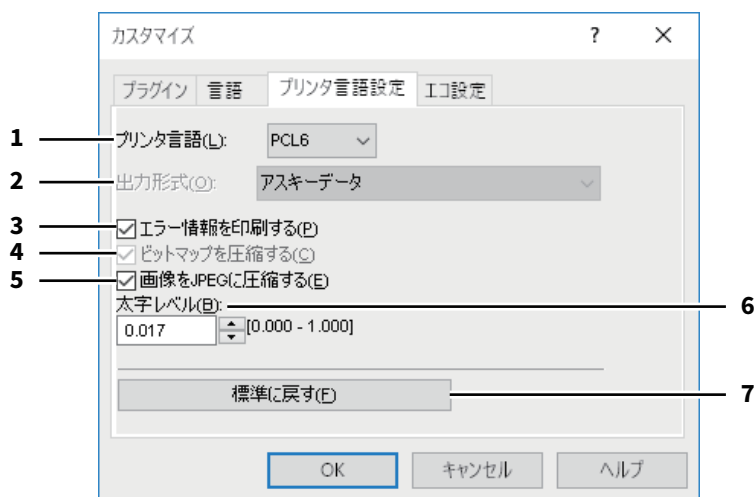 カスタマイズ ? ×
プラグイン 言語 プリンタ言語設定 エコ設定
1 プリンタ言語(L): PCL6
2 出力形式(O): アスキーデータ
3 エラー情報を印刷する(P)
4 ビットマップを圧縮する(C)
5 画像をJPEGに圧縮する(E)
太字レベル(B): 6
0.017 [0.000 - 1.000]
標準に戻す(F) 7
OK キャンセル ヘルプ